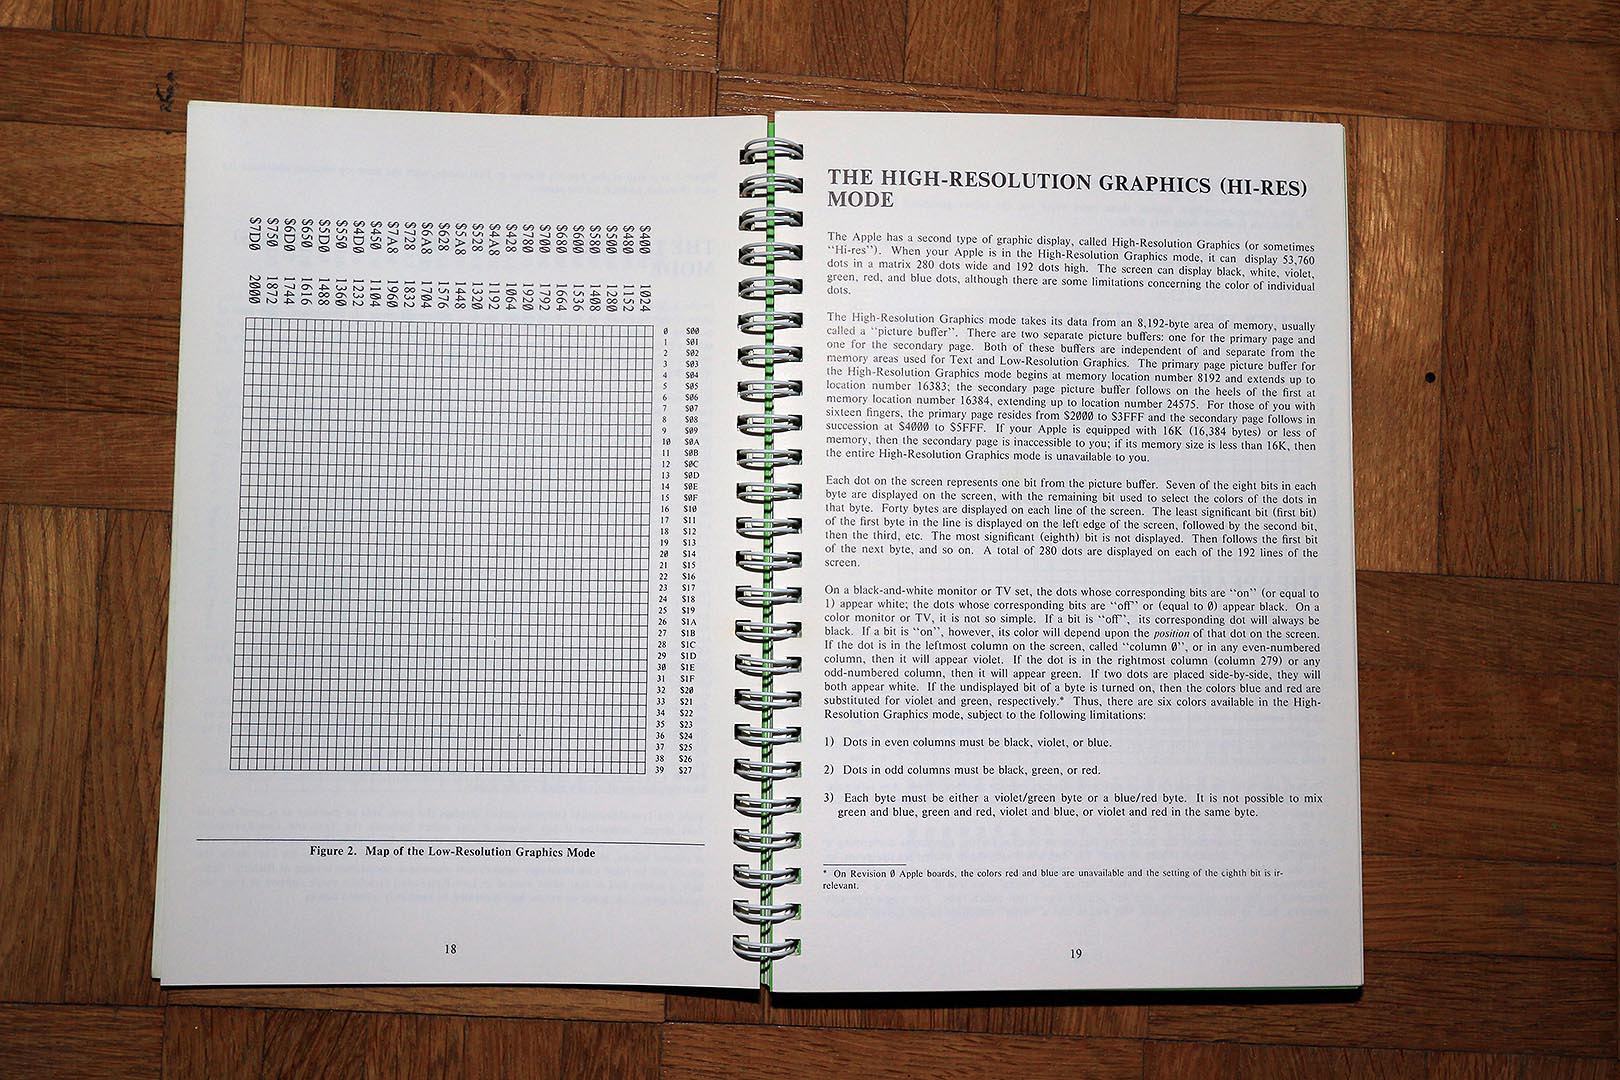 $400 1024
$480 1152
$500 1280
$580 1408
$600 1536
$680 1664
$700 1792
$780 1920
$428 1064
$4A8 1192
$528 1320
$5A8 1448
$628 1576
$6A8 1704
$728 1832
$7A8 1960
$450 1104
$4D0 1232
$550 1360
$5D0 1488
$650 1616
$6D0 1744
$750 1872
$7D0 2000
0 $00
1 $01
2 $02
3 $03
4 $04
5 $05
6 $06
7 $07
8 $08
9 $09
10 $0A
11 $0B
12 $0C
13 $0D
14 $0E
15 $0F
16 $10
17 $11
18 $12
19 $13
20 $14
21 $15
22 $16
23 $17
24 $18
25 $19
26 $1A
27 $1B
28 $1C
29 $1D
30 $1E
31 $1F
32 $20
33 $21
34 $22
35 $23
36 $24
37 $25
38 $26
39 $27
Figure 2. Map of the Low-Resolution Graphics Mode
18
THE HIGH-RESOLUTION GRAPHICS (HI-RES)
MODE
The Apple has a second type of graphic display, called High-Resolution Graphics (or sometimes
“Hi-res”). When your Apple is in the High-Resolution Graphics mode, it can display 53,760
dots in a matrix 280 dots wide and 192 dots high. The screen can display black, white, violet,
green, red, and blue dots, although there are some limitations concerning the color of individual
dots.
The High-Resolution Graphics mode takes its data from an 8,192-byte area of memory, usually
called a “picture buffer”. There are two separate picture buffers: one for the primary page and
one for the secondary page. Both of these buffers are independent of and separate from the
memory areas used for Text and Low-Resolution Graphics. The primary page picture buffer for
the High-Resolution Graphics mode begins at memory location number 8192 and extends up to
location number 16383; the secondary page picture buffer follows on the heels of the first at
memory location number 16384, extending up to location number 24575. For those of you with
sixteen fingers, the primary page resides from $2000 to $3FFF and the secondary page follows in
succession at $4000 to $5FFF. If your Apple is equipped with 16K (16,384 bytes) or less of
memory, then the secondary page is inaccessible to you; if its memory size is less than 16K, then
the entire High-Resolution Graphics mode is unavailable to you.
Each dot on the screen represents one bit from the picture buffer. Seven of the eight bits in each
byte are displayed on the screen, with the remaining bit used to select the colors of the dots in
that byte. Forty bytes are displayed on each line of the screen. The least significant bit (first bit)
of the first byte in the line is displayed on the left edge of the screen, followed by the second bit,
then the third, etc. The most significant (eighth) bit is not displayed. Then follows the first bit
of the next byte, and so on. A total of 280 dots are displayed on each of the 192 lines of the
screen.
On a black-and-white monitor or TV set, the dots whose corresponding bits are “on” (or equal to
1) appear white; the dots whose corresponding bits are “off” or (equal to 0) appear black. On a
color monitor or TV, it is not so simple. If a bit is “off”, its corresponding dot will always be
black. If a bit is “on”, however, its color will depend upon the position of that dot on the screen.
If the dot is in the leftmost column on the screen, called “column 0”, or in any even-numbered
column, then it will appear violet. If the dot is in the rightmost column (column 279) or any
odd-numbered column, then it will appear green. If two dots are placed side-by-side, they will
both appear white. If the undisplayed bit of a byte is turned on, then the colors blue and red are
substituted for violet and green, respectively.* Thus, there are six colors available in the High-
Resolution Graphics mode, subject to the following limitations:
1) Dots in even columns must be black, violet, or blue.
2) Dots in odd columns must be black, green, or red.
3) Each byte must be either a violet/green byte or a blue/red byte. It is not possible to mix
green and blue, green and red, violet and blue, or violet and red in the same byte.
* On Revision 0 Apple boards, the colors red and blue are unavailable and the setting of the eighth bit is ir-
relevant.
19